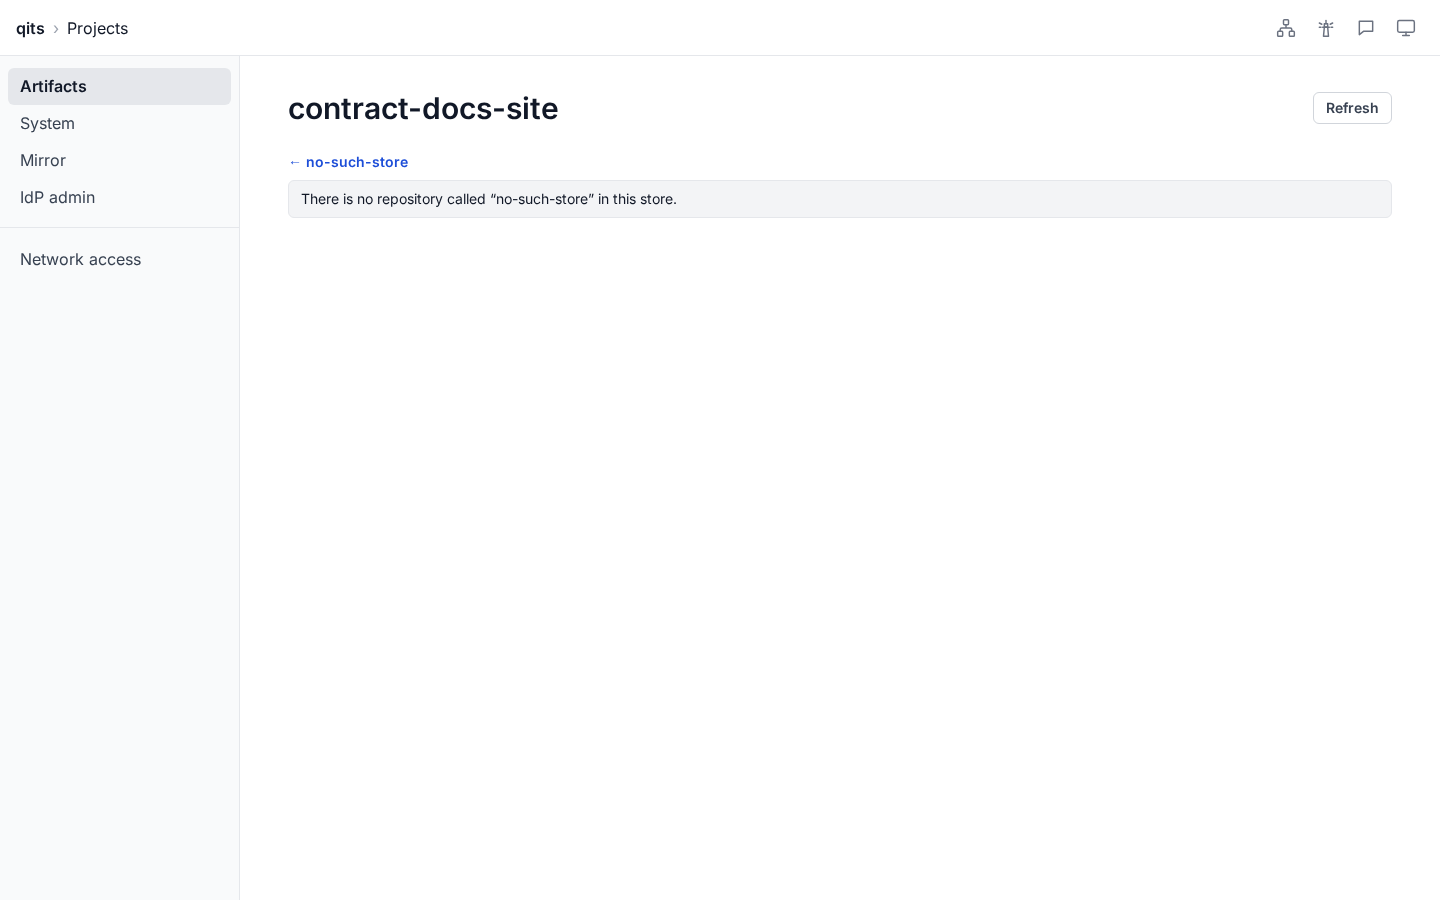 qits › Projects
Artifacts
System
Mirror
IdP admin
Network access
contract-docs-site
Refresh
← no-such-store
There is no repository called “no-such-store” in this store.